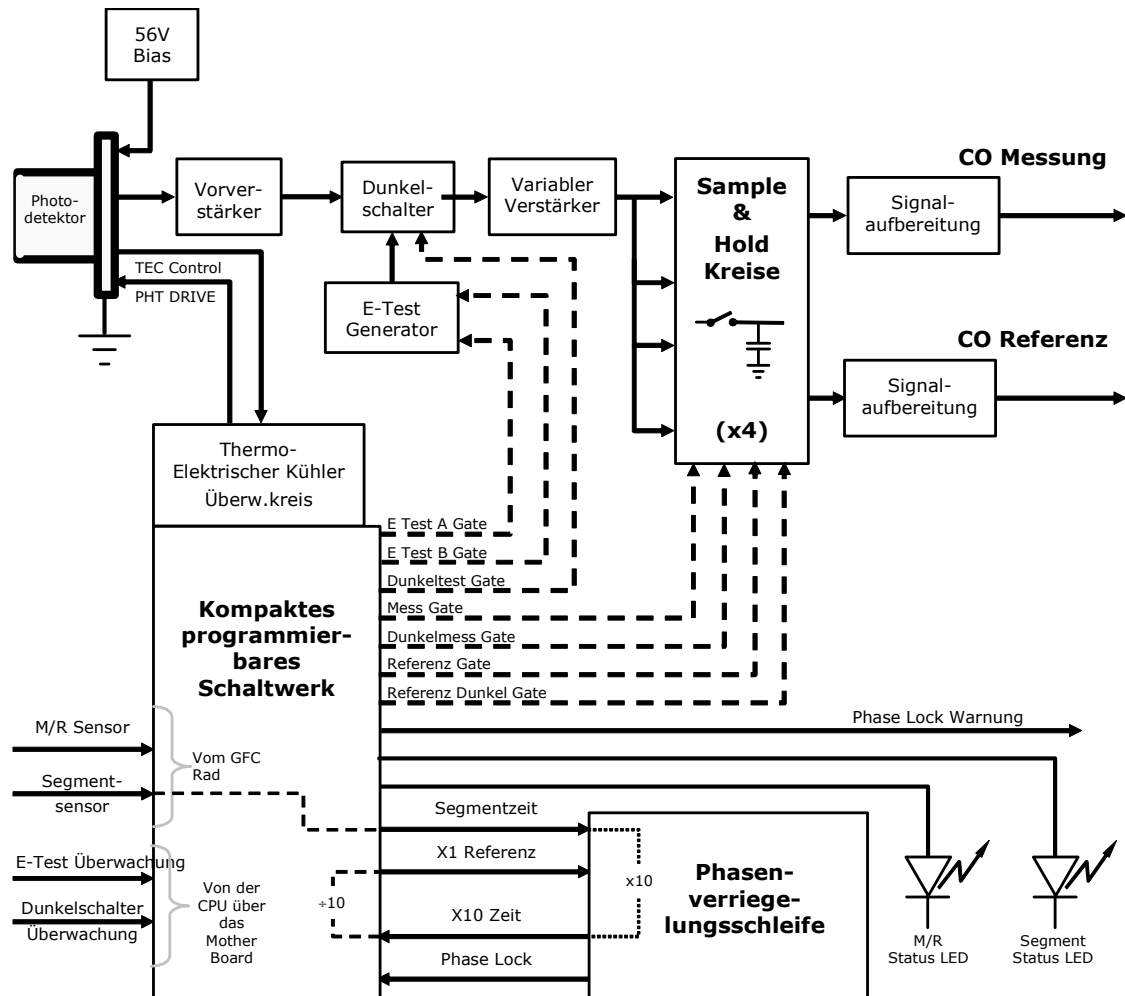 56V
Bias
Photo-
detektor
Vorver-
stärker
Dunkel-
schalter
Variabler
Verstärker
Sample
&
Hold
Kreise
(x4)
CO Messung
Signal-
aufbereitung
TEC Control
PHT DRIVE
E-Test
Generator
CO Referenz
Signal-
aufbereitung
Thermo-
Elektrischer Kühler
Überw.kreis
E Test A Gate
E Test B Gate
Dunkeltest Gate
Mess Gate
Dunkelmess Gate
Referenz Gate
Referenz Dunkel Gate
Kompaktes
programmier-
bares
Schaltwerk
Phase Lock Warnung
M/R Sensor
Segment-
sensor
Vom GFC
Rad
E-Test Überwachung
Dunkelschalter
Überwachung
Von der
CPU über
das
Mother
Board
Segmentzeit
X1 Referenz
÷10
x10
X10 Zeit
Phase Lock
Phasen-
verriege-
lungsschleife
M/R
Status LED
Segment
Status LED